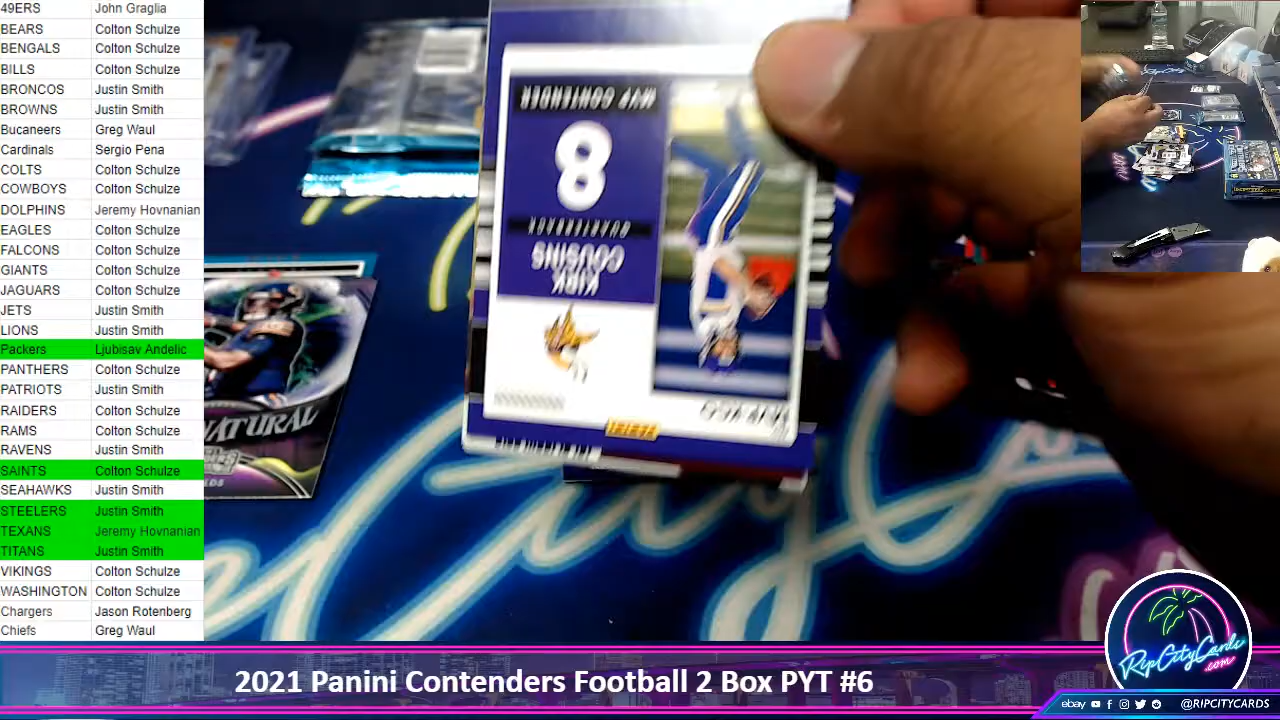 49ERS John Graglia
BEARS Colton Schulze
BENGALS Colton Schulze
BILLS Colton Schulze
BRONCOS Justin Smith
BROWNS Justin Smith
Bucaneers Greg Waul
Cardinals Sergio Pena
COLTS Colton Schulze
COWBOYS Colton Schulze
DOLPHINS Jeremy Hovnanian
EAGLES Colton Schulze
FALCONS Colton Schulze
GIANTS Colton Schulze
JAGUARS Colton Schulze
JETS Justin Smith
LIONS Justin Smith
Packers Ljubisav Andelic
PANTHERS Colton Schulze
PATRIOTS Justin Smith
RAIDERS Colton Schulze
RAMS Colton Schulze
RAVENS Justin Smith
SAINTS Colton Schulze
SEAHAWKS Justin Smith
STEELERS Justin Smith
TEXANS Jeremy Hovnanian
TITANS Justin Smith
VIKINGS Colton Schulze
WASHINGTON Colton Schulze
Chargers Jason Rotenberg
Chiefs Greg Waul
KIRK
COUSINS
QUARTERBACK
8
MVP CONTENDER
NATURAL
2021 Panini Contenders Football 2 Box PYT #6
RipCityCards
.com
ebay @RIPCITYCARDS